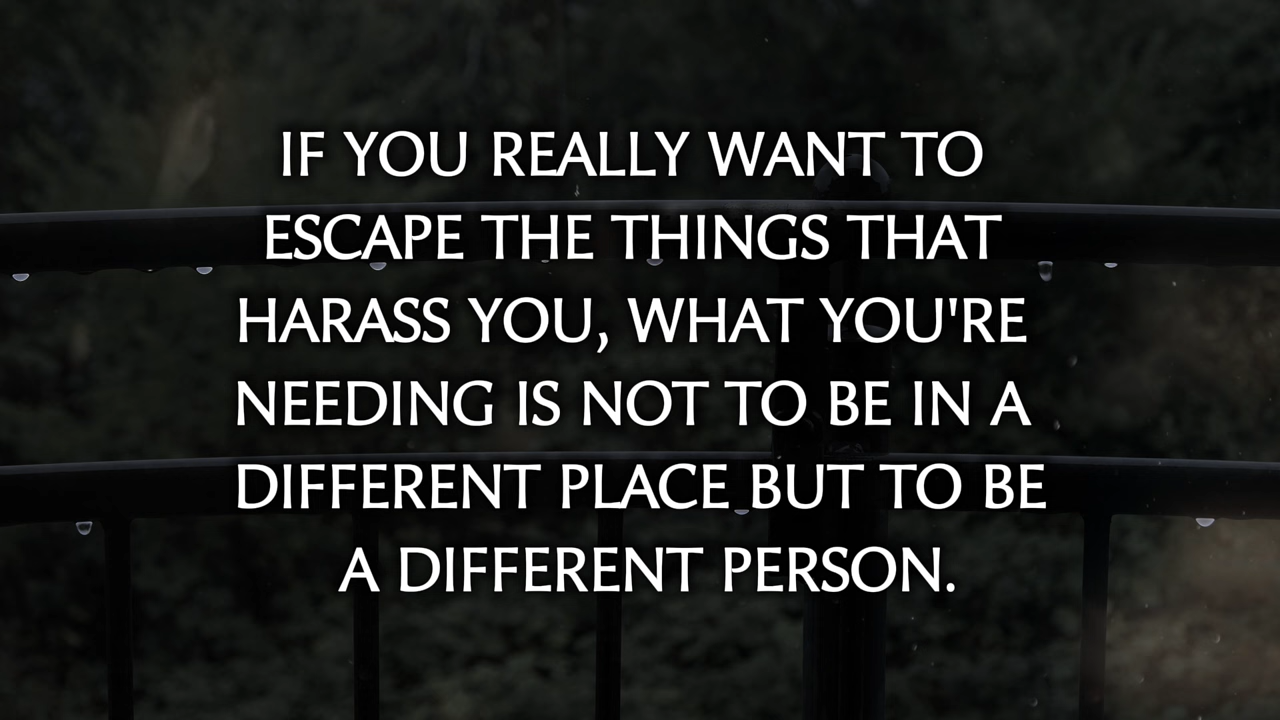 IF YOU REALLY WANT TO
ESCAPE THE THINGS THAT
HARASS YOU, WHAT YOU'RE
NEEDING IS NOT TO BE IN A
DIFFERENT PLACE BUT TO BE
A DIFFERENT PERSON.